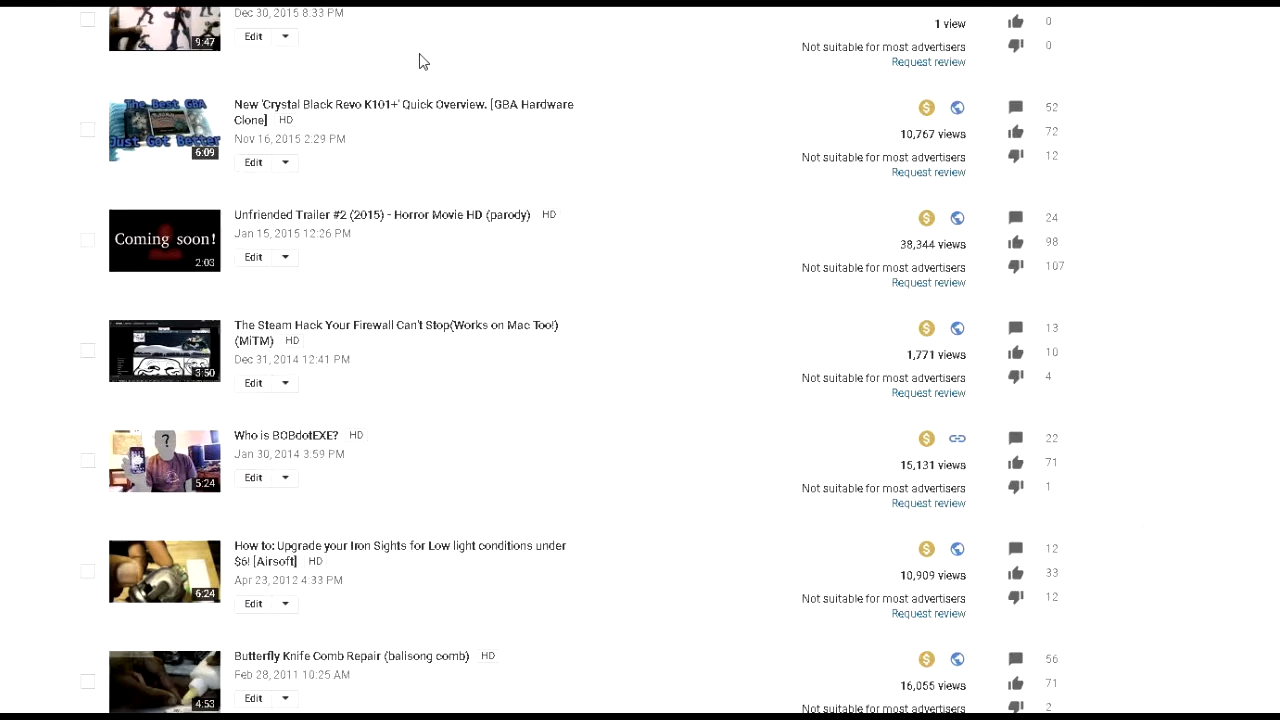 Dec 30, 2015 8:33 PM
9:47
Edit
1 view
0
0
Not suitable for most advertisers
Request review
The Best GBA
Just Got Better
6:09
New 'Crystal Black Revo K101+' Quick Overview. [GBA Hardware
Clone] HD
Nov 16, 2015 2:29 PM
Edit
10,767 views
Not suitable for most advertisers
Request review
52
72
12
Coming soon!
2:03
Unfriended Trailer #2 (2015) - Horror Movie HD (parody) HD
Jan 15, 2015 12:26 PM
Edit
38,344 views
Not suitable for most advertisers
Request review
24
98
107
3:50
The Steam Hack Your Firewall Can't Stop(Works on Mac Too!)
(MiTM) HD
Dec 31, 2014 12:41 PM
Edit
1,771 views
Not suitable for most advertisers
Request review
13
10
4
?
5:24
Who is BOBdotEXE? HD
Jan 30, 2014 3:59 PM
Edit
15,131 views
Not suitable for most advertisers
Request review
22
71
1
6:24
How to: Upgrade your Iron Sights for Low light conditions under
$6! [Airsoft] HD
Apr 23, 2012 4:33 PM
Edit
10,909 views
Not suitable for most advertisers
Request review
12
33
12
4:53
Butterfly Knife Comb Repair (balisong comb) HD
Feb 28, 2011 10:25 AM
Edit
16,055 views
Not suitable for most advertisers
56
71
2